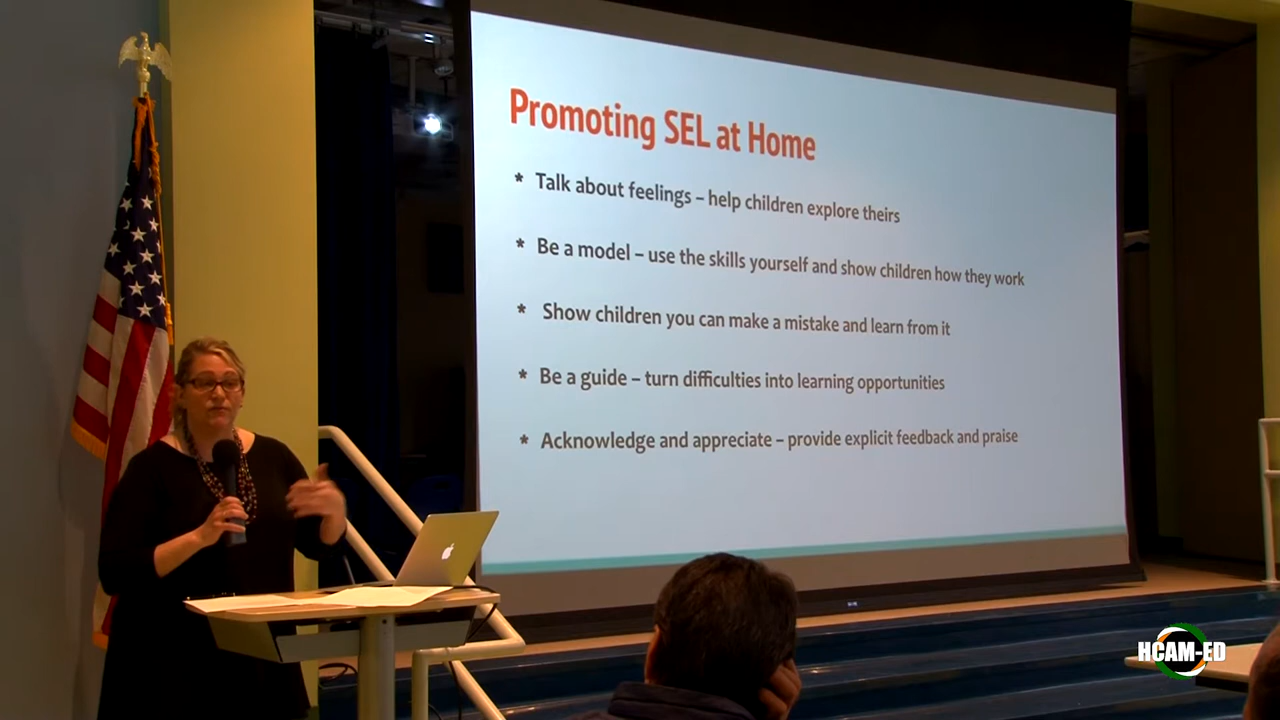 Promoting SEL at Home
* Talk about feelings – help children explore theirs
* Be a model – use the skills yourself and show children how they work
* Show children you can make a mistake and learn from it
* Be a guide – turn difficulties into learning opportunities
* Acknowledge and appreciate – provide explicit feedback and praise
HCAM-ED